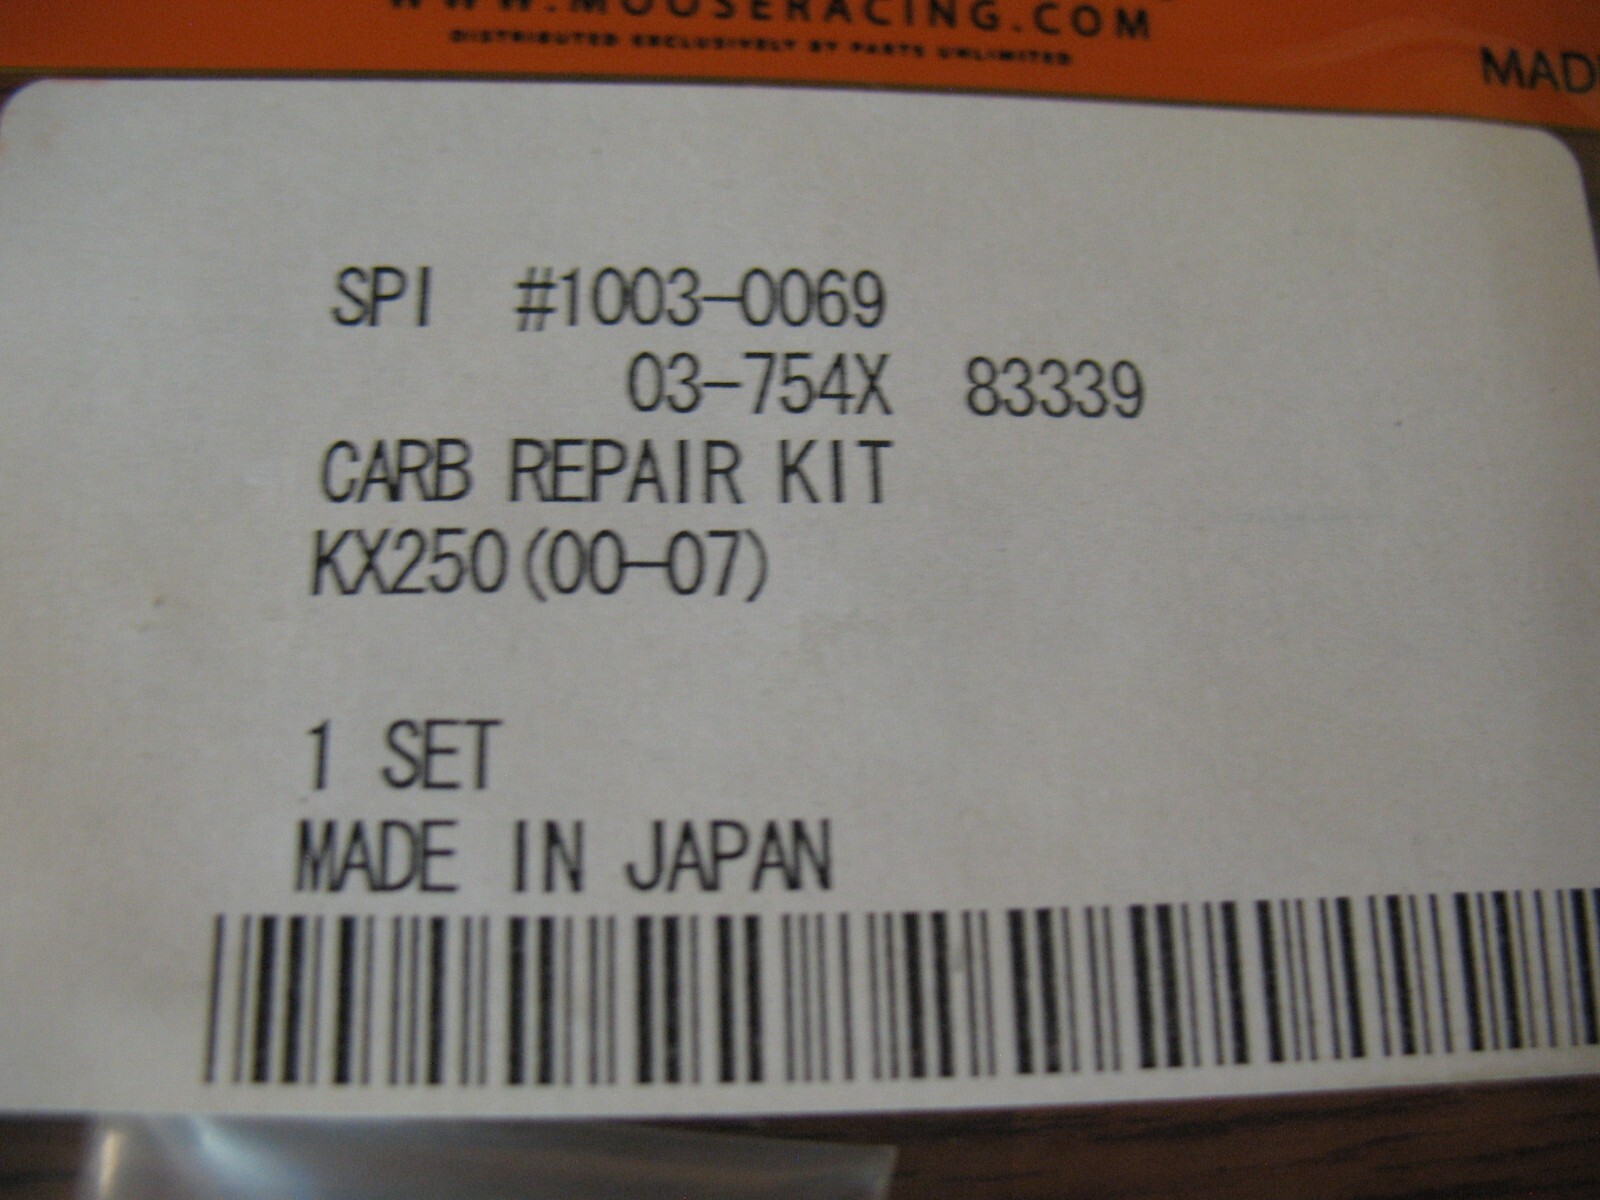 WWW.MOOSERACING.COM
DISTRIBUTED EXCLUSIVELY BY PARTS UNLIMITED
MAD
SPI #1003-0069
03-754X 83339
CARB REPAIR KIT
KX250(00-07)
1 SET
MADE IN JAPAN